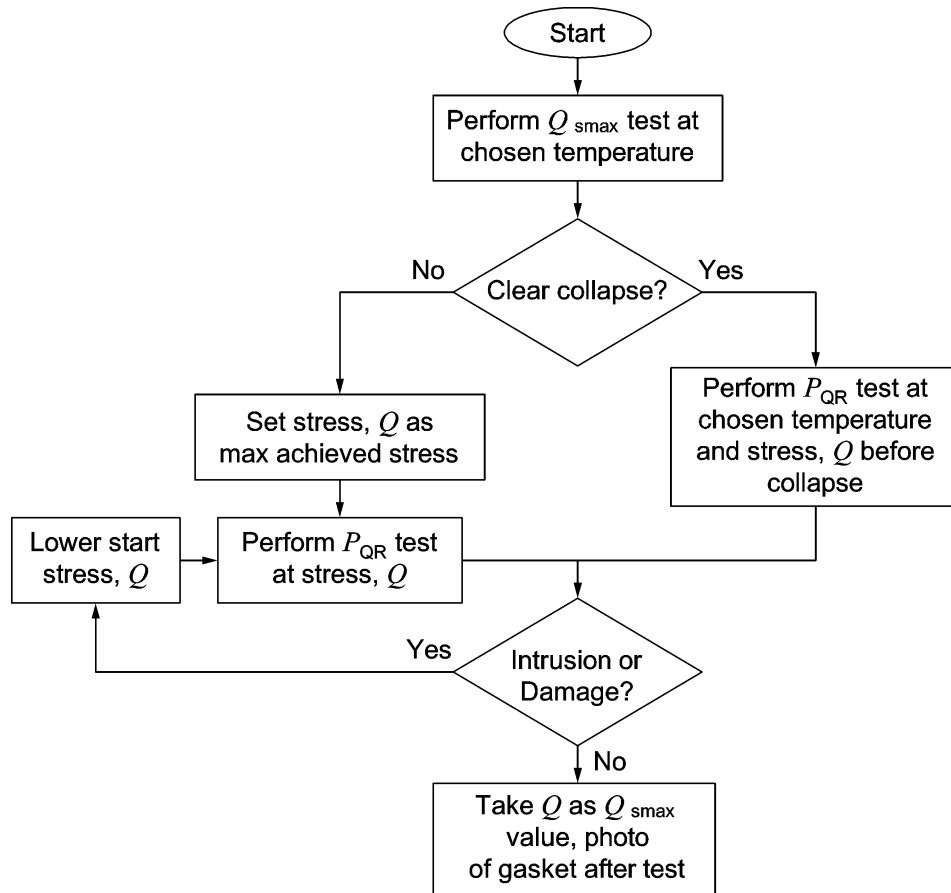 Start
Perform Q smax test at
chosen temperature
No
Yes
Clear collapse?
Set stress, Q as
max achieved stress
Perform PQR test at
chosen temperature
and stress, Q before
collapse
Lower start
stress, Q
Perform PQR test
at stress, Q
Yes
Intrusion or
Damage?
No
Take Q as Q smax
value, photo
of gasket after test